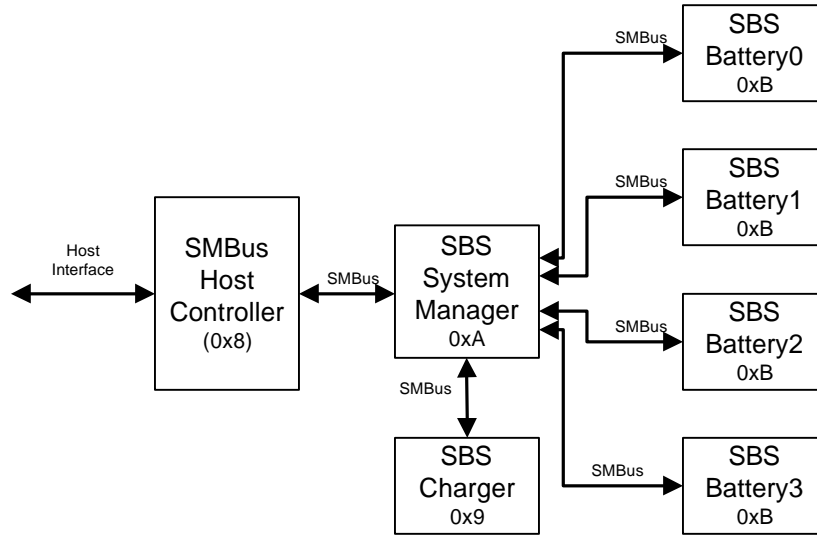 SMBus
SBS
Battery0
0xB
SMBus
SBS
Battery1
0xB
Host
Interface
SMBus
Host
Controller
(0x8)
SMBus
SBS
System
Manager
0xA
SMBus
SBS
Battery2
0xB
SMBus
SBS
Charger
0x9
SMBus
SBS
Battery3
0xB